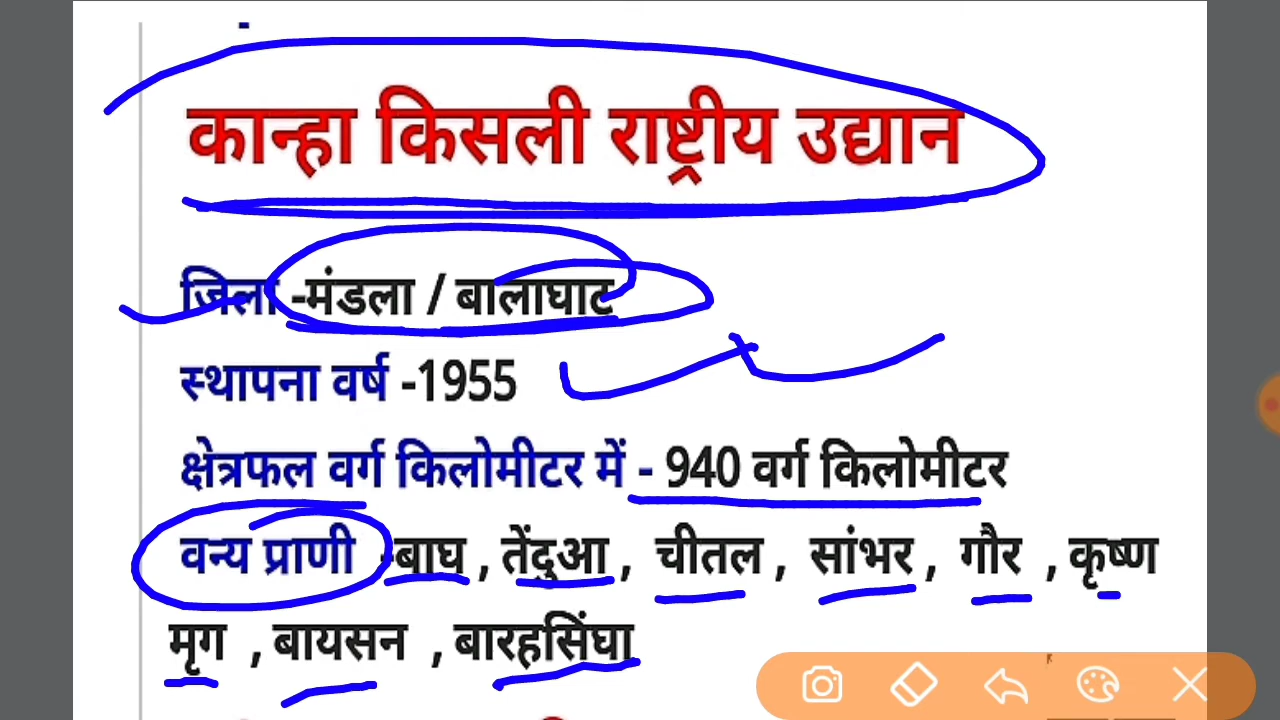 कान्हा किसली राष्ट्रीय उद्यान
जिला -मंडला / बालाघाट
स्थापना वर्ष -1955
क्षेत्रफल वर्ग किलोमीटर में - 940 वर्ग किलोमीटर
वन्य प्राणी -बाघ , तेंदुआ , चीतल , सांभर , गौर , कृष्ण
मृग , बायसन , बारहसिंघा